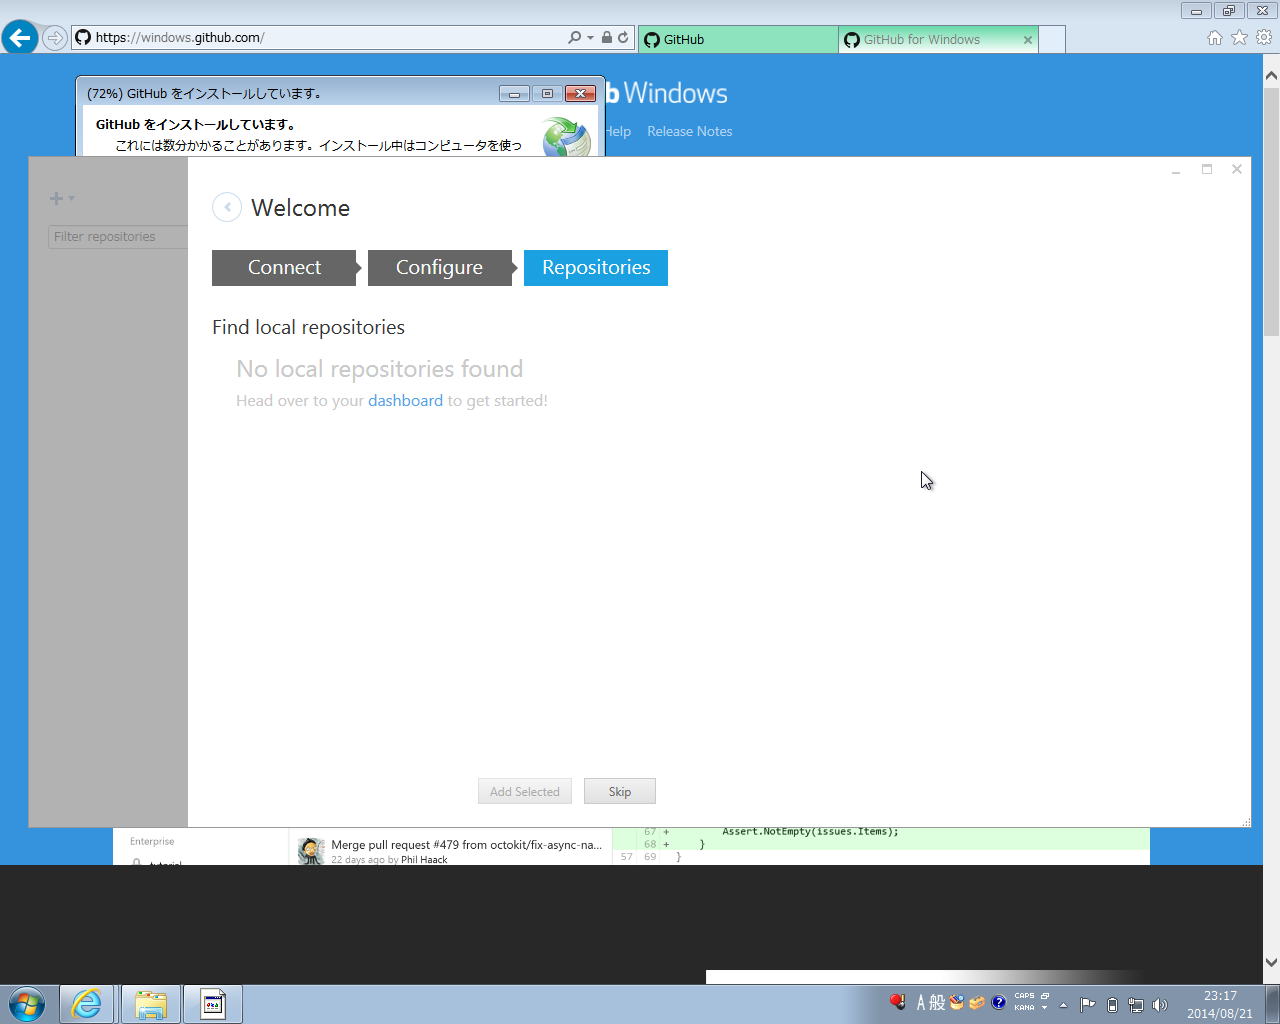 https://windows.github.com/
GitHub
GitHub for Windows
(72%) GitHub をインストールしています。
Windows
GitHub をインストールしています。
Help Release Notes
これには数分かかることがあります。インストール中はコンピュータを使っ
Welcome
Filter repositories
Connect
Configure
Repositories
Find local repositories
No local repositories found
Head over to your dashboard to get started!
Add Selected
Skip
Enterprise
tutorial
Merge pull request #479 from octokit/fix-async-na...
22 days ago by Phil Haack
67 + Assert.NotEmpty(issues.Items);
68 + }
57 69 }
A 般
CAPS
KANA
23:17
2014/08/21